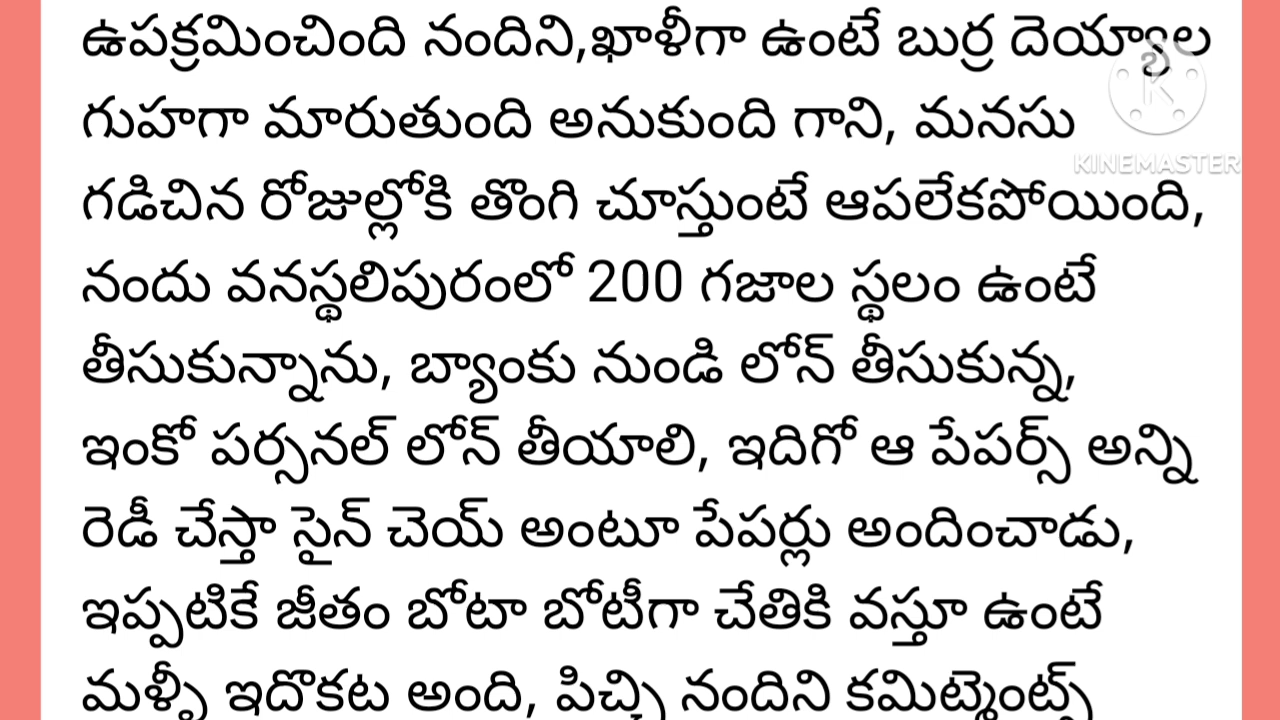 ఉపక్రమించింది నందిని,ఖాళీగా ఉంటే బుర్ర దెయ్యాల
గుహగా మారుతుంది అనుకుంది గాని, మనసు
KINEMASTER
గడిచిన రోజుల్లోకి తొంగి చూస్తుంటే ఆపలేకపోయింది,
నందు వనస్థలిపురంలో 200 గజాల స్థలం ఉంటే
తీసుకున్నాను, బ్యాంకు నుండి లోన్ తీసుకున్న,
ఇంకో పర్సనల్ లోన్ తీయాలి, ఇదిగో ఆ పేపర్స్ అన్ని
రెడీ చేస్తా సైన్ చెయ్ అంటూ పేపర్లు అందించాడు,
ఇప్పటికే జీతం బోటా బోటీగా చేతికి వస్తూ ఉంటే
మళ్ళీ ఇదొకట అంది, పిచ్చి నందిని కమిట్మెంట్స్